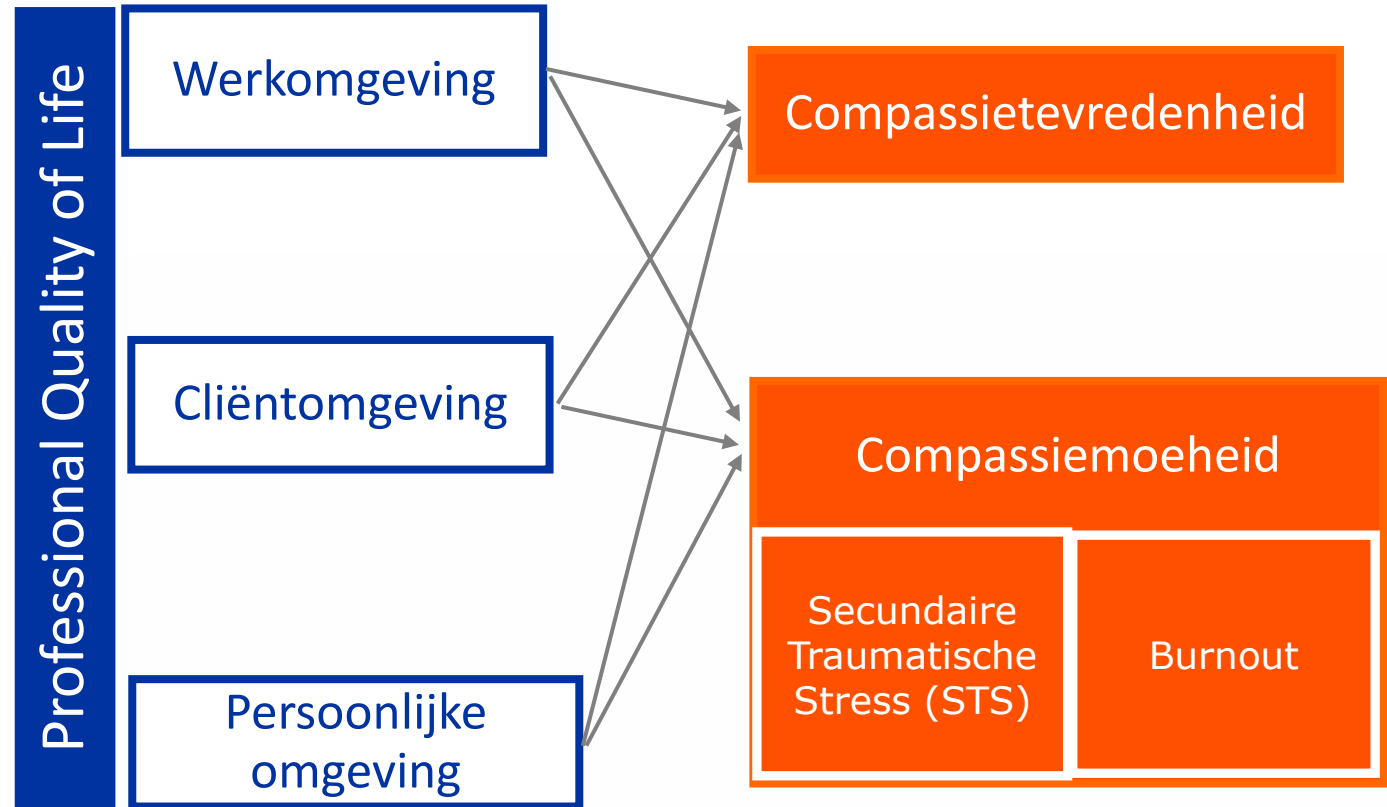 Professional Quality of Life
Werkomgeving
Compassietevredenheid
Cliëntomgeving
Compassiemoeheid
Secundaire
Traumatische
Stress (STS)
Burnout
Persoonlijke
omgeving